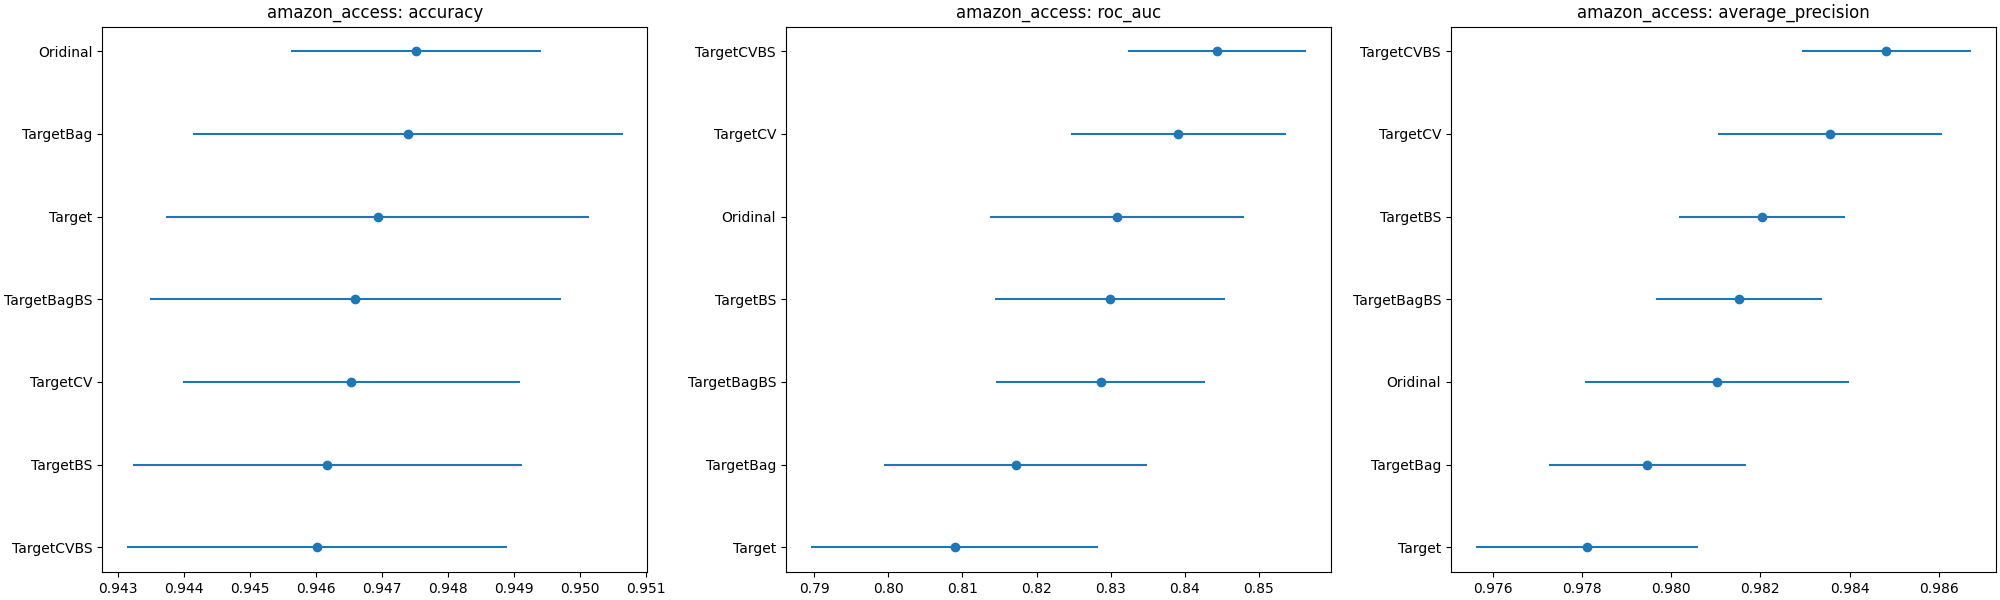 amazon_access: accuracy
Oridinal
TargetBag
Target
TargetBagBS
TargetCV
TargetBS
TargetCVBS
0.943 0.944 0.945 0.946 0.947 0.948 0.949 0.950 0.951
amazon_access: roc_auc
TargetCVBS
TargetCV
Oridinal
TargetBS
TargetBagBS
TargetBag
Target
0.79 0.80 0.81 0.82 0.83 0.84 0.85
amazon_access: average_precision
TargetCVBS
TargetCV
TargetBS
TargetBagBS
Oridinal
TargetBag
Target
0.976 0.978 0.980 0.982 0.984 0.986